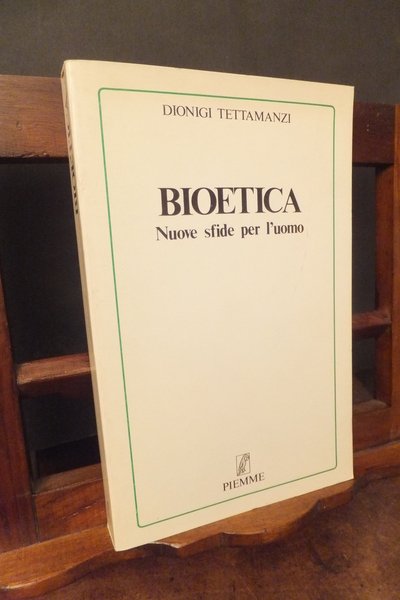 DIONIGI TETTAMANZI
BIOETICA
Nuove sfide per l'uomo
PIEMME